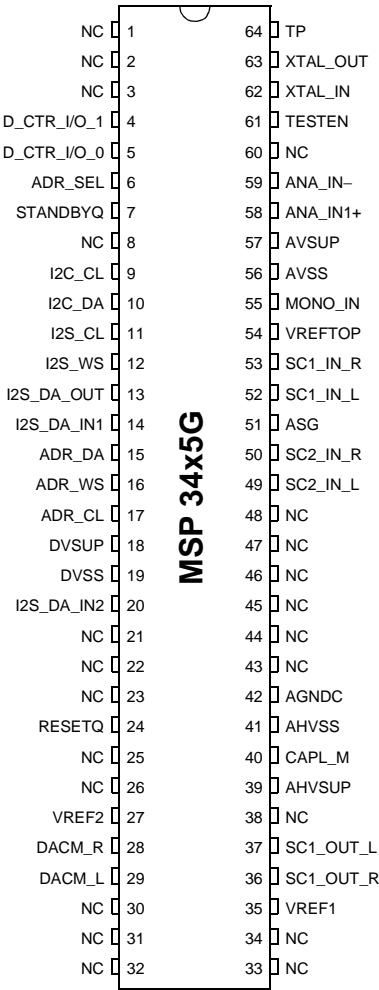 NC 1 64 TP
NC 2 63 XTAL_OUT
NC 3 62 XTAL_IN
D_CTR_I/O_1 4 61 TESTEN
D_CTR_I/O_0 5 60 NC
ADR_SEL 6 59 ANA_IN−
STANDBYQ 7 58 ANA_IN1+
NC 8 57 AVSUP
I2C_CL 9 56 AVSS
I2C_DA 10 55 MONO_IN
I2S_CL 11 54 VREFTOP
I2S_WS 12 53 SC1_IN_R
I2S_DA_OUT 13 52 SC1_IN_L
I2S_DA_IN1 14 51 ASG
ADR_DA 15 50 SC2_IN_R
ADR_WS 16 49 SC2_IN_L
ADR_CL 17 48 NC
DVSUP 18 47 NC
DVSS 19 46 NC
I2S_DA_IN2 20 45 NC
NC 21 44 NC
NC 22 43 NC
NC 23 42 AGNDC
RESETQ 24 41 AHVSS
NC 25 40 CAPL_M
NC 26 39 AHVSUP
VREF2 27 38 NC
DACM_R 28 37 SC1_OUT_L
DACM_L 29 36 SC1_OUT_R
NC 30 35 VREF1
NC 31 34 NC
NC 32 33 NC
MSP 34x5G